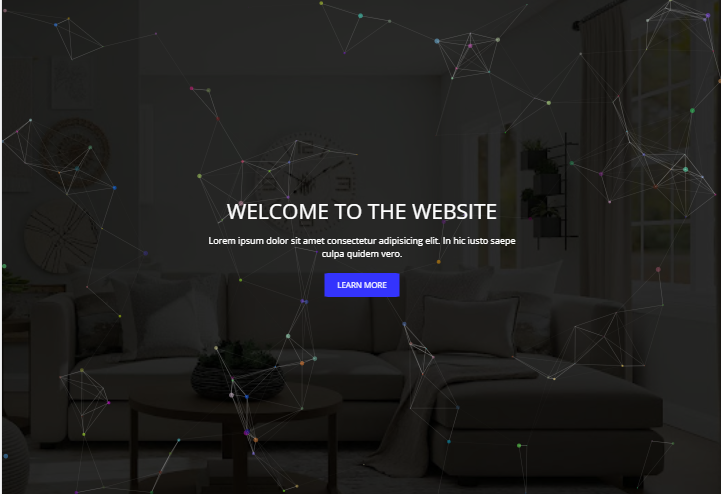 WELCOME TO THE WEBSITE
Lorem ipsum dolor sit amet consectetur adipisicing elit. In hic iusto saepe
culpa quidem vero.
LEARN MORE